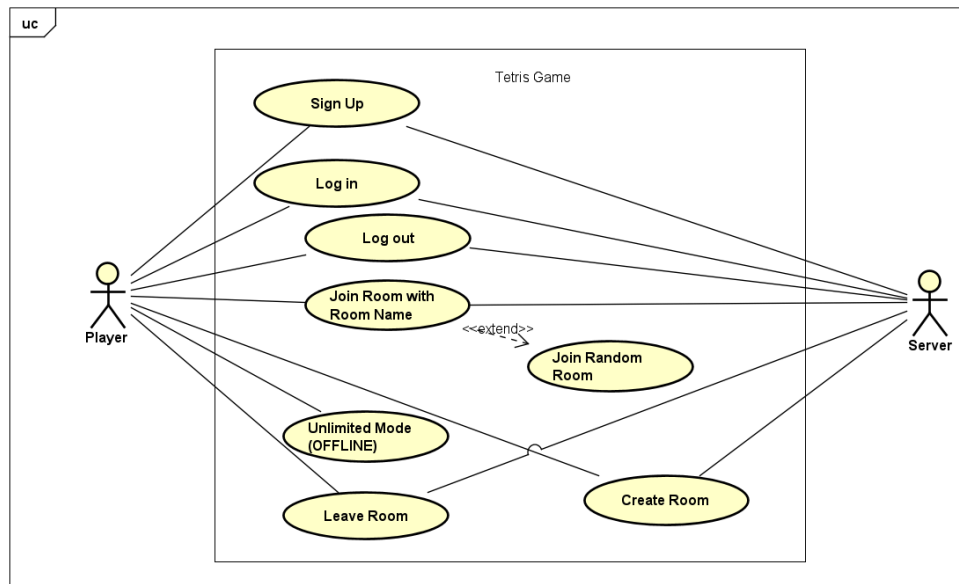 uc
Tetris Game
Sign Up
Log in
Log out
Join Room with
Room Name
<<extend>>
Player
Server
Join Random
Room
Unlimited Mode
(OFFLINE)
Leave Room
Create Room